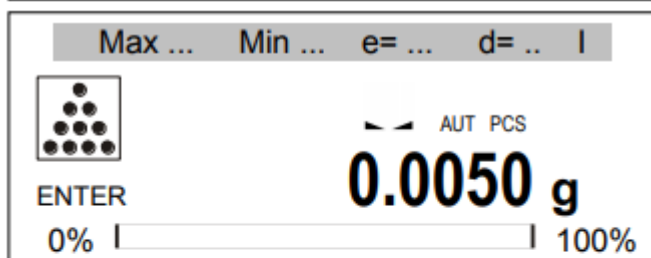 Max ... Min ... e= ... d= .. I
AUT PCS
0.0050 g
ENTER
0% 100%